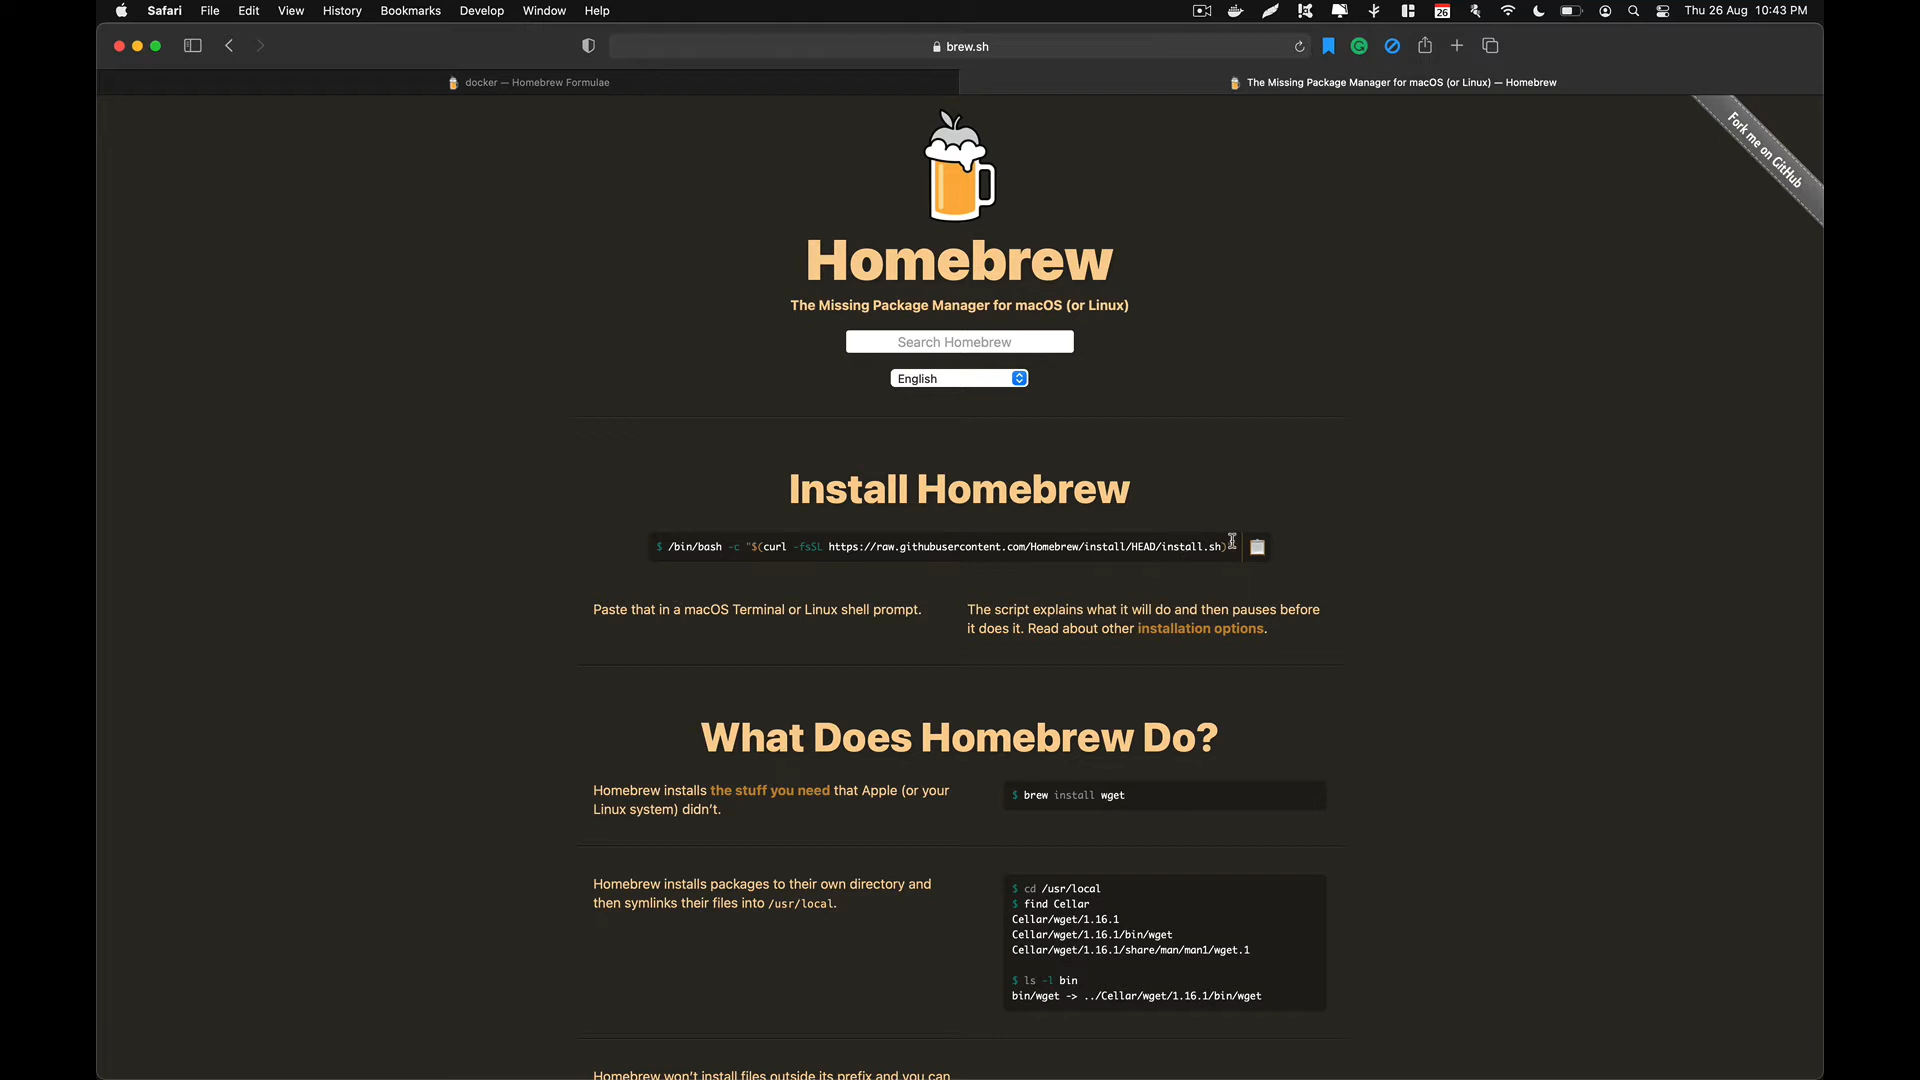 Safari File Edit View History Bookmarks Develop Window Help 26 Thu 26 Aug 10:43 PM
brew.sh
docker — Homebrew Formulae
The Missing Package Manager for macOS (or Linux) — Homebrew
Fork me on GitHub
Homebrew
The Missing Package Manager for macOS (or Linux)
Search Homebrew
English
Install Homebrew
$ /bin/bash -c "$(curl -fsSL https://raw.githubusercontent.com/Homebrew/install/HEAD/install.sh)
Paste that in a macOS Terminal or Linux shell prompt.
The script explains what it will do and then pauses before
it does it. Read about other installation options.
What Does Homebrew Do?
Homebrew installs the stuff you need that Apple (or your
Linux system) didn't.
$ brew install wget
Homebrew installs packages to their own directory and
then symlinks their files into /usr/local.
$ cd /usr/local
$ find Cellar
Cellar/wget/1.16.1
Cellar/wget/1.16.1/bin/wget
Cellar/wget/1.16.1/share/man/man1/wget.1
$ ls -l bin
bin/wget -> ../Cellar/wget/1.16.1/bin/wget
Homebrew won't install files outside its prefix and you can